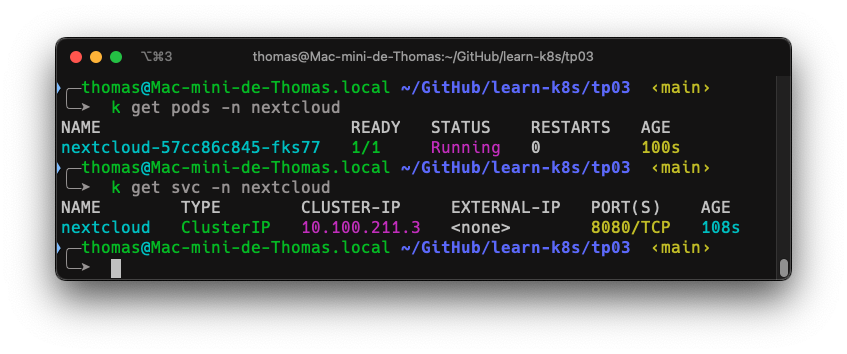 ⌥⌘3 thomas@Mac-mini-de-Thomas:~/GitHub/learn-k8s/tp03
thomas@Mac-mini-de-Thomas.local ~/GitHub/learn-k8s/tp03 ‹main›
k get pods -n nextcloud
NAME READY STATUS RESTARTS AGE
nextcloud-57cc86c845-fks77 1/1 Running 0 100s
thomas@Mac-mini-de-Thomas.local ~/GitHub/learn-k8s/tp03 ‹main›
k get svc -n nextcloud
NAME TYPE CLUSTER-IP EXTERNAL-IP PORT(S) AGE
nextcloud ClusterIP 10.100.211.3 <none> 8080/TCP 108s
thomas@Mac-mini-de-Thomas.local ~/GitHub/learn-k8s/tp03 ‹main›